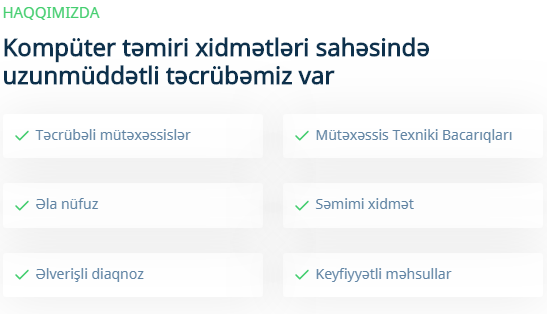 HAQQIMIZDA
Kompüter təmiri xidmətləri sahəsində
uzunmüddətli təcrübəmiz var
Təcrübəli mütəxəssislər
Mütəxəssis Texniki Bacarıqları
Əla nüfuz
Səmimi xidmət
Əlverişli diaqnoz
Keyfiyyətli məhsullar